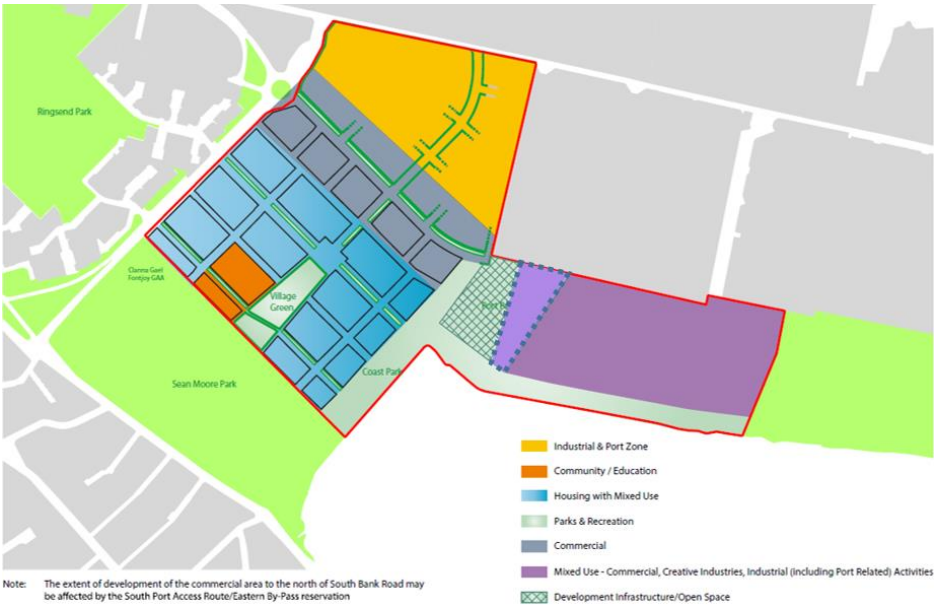 Ringsend Park
Clanna Gael
Fontjoy GAA
Village
Green
Sean Moore Park
Coast Park
Industrial & Port Zone
Community / Education
Housing with Mixed Use
Parks & Recreation
Commercial
Mixed Use - Commercial, Creative Industries, Industrial (including Port Related) Activities
Development Infrastructure/Open Space
Note: The extent of development of the commercial area to the north of South Bank Road may
be affected by the South Port Access Route/Eastern By-Pass reservation